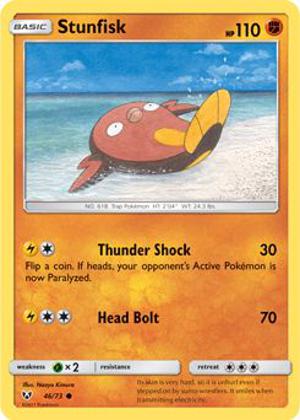 BASIC Stunfisk HP 110
NO. 618 Trap Pokémon HT: 2'04" WT: 24.3 lbs.
Thunder Shock 30
Flip a coin. If heads, your opponent's Active Pokémon is
now Paralyzed.
Head Bolt 70
weakness ×2 resistance retreat
Illus. Naoyo Kimura
46/73
Its skin is very hard, so it is unhurt even if
stepped on by sumo wrestlers. It smiles when
transmitting electricity.